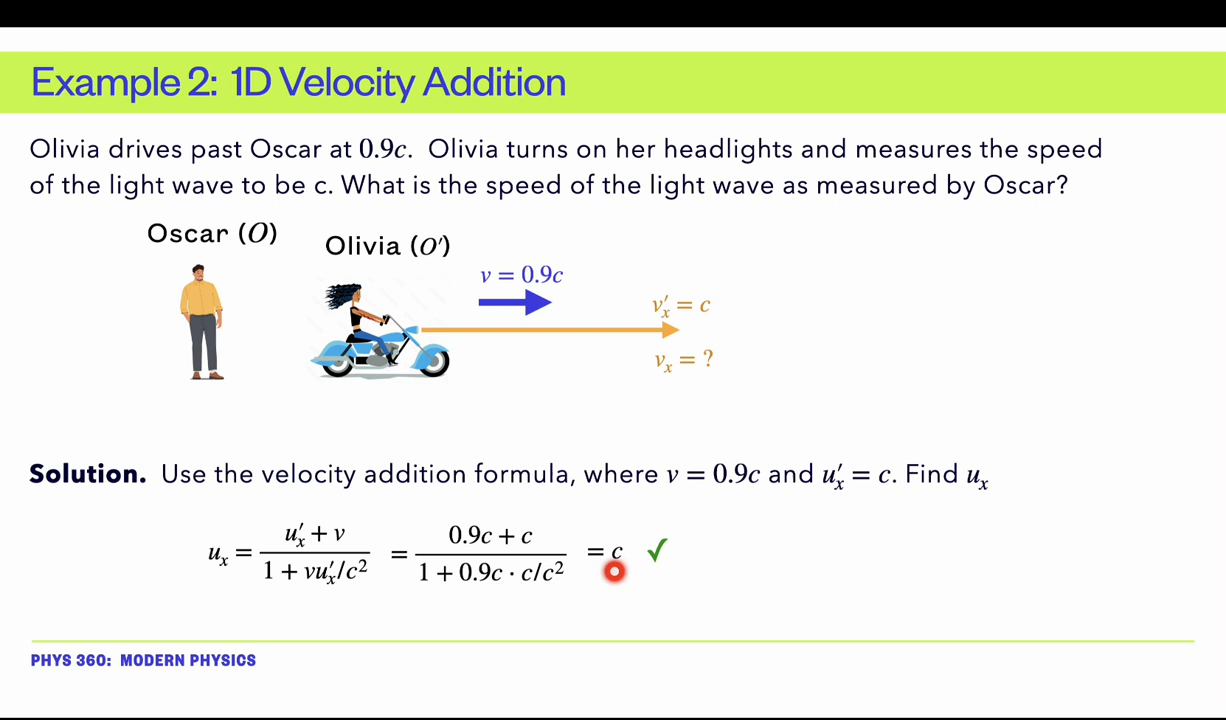 Example 2: 1D Velocity Addition
Olivia drives past Oscar at 0.9c. Olivia turns on her headlights and measures the speed
of the light wave to be c. What is the speed of the light wave as measured by Oscar?
Oscar (O)
Olivia (O′)
v = 0.9c
v′ₓ = c
vₓ = ?
Solution. Use the velocity addition formula, where v = 0.9c and u′ₓ = c. Find uₓ
uₓ = (u′ₓ + v)/(1 + vu′ₓ/c²) = (0.9c + c)/(1 + 0.9c · c/c²) = c ✓
PHYS 360: MODERN PHYSICS